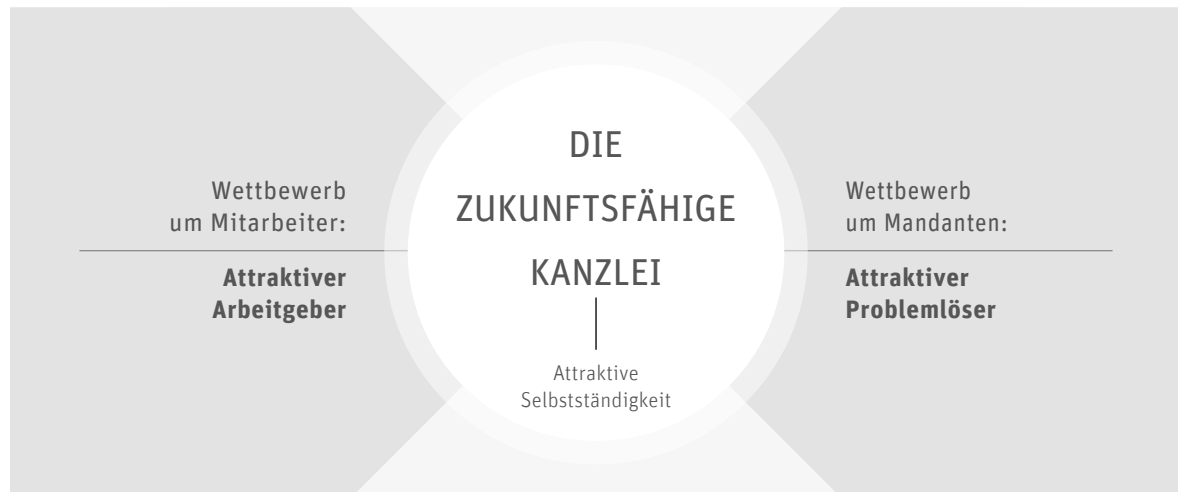 Wettbewerb
um Mitarbeiter:
Attraktiver
Arbeitgeber
DIE
ZUKUNFTSFÄHIGE
KANZLEI
Attraktive
Selbstständigkeit
Wettbewerb
um Mandanten:
Attraktiver
Problemlöser